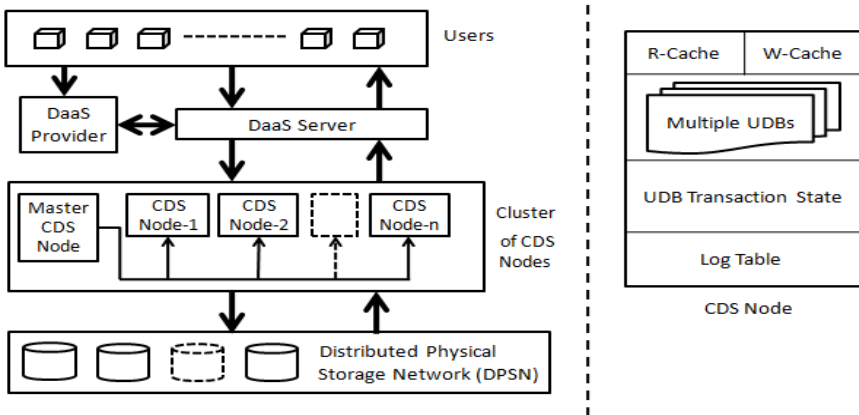 Users
DaaS
Provider
DaaS Server
Master
CDS
Node
CDS
Node-1
CDS
Node-2
CDS
Node-n
Cluster
of CDS
Nodes
Distributed Physical
Storage Network (DPSN)
R-Cache
W-Cache
Multiple UDBs
UDB Transaction State
Log Table
CDS Node